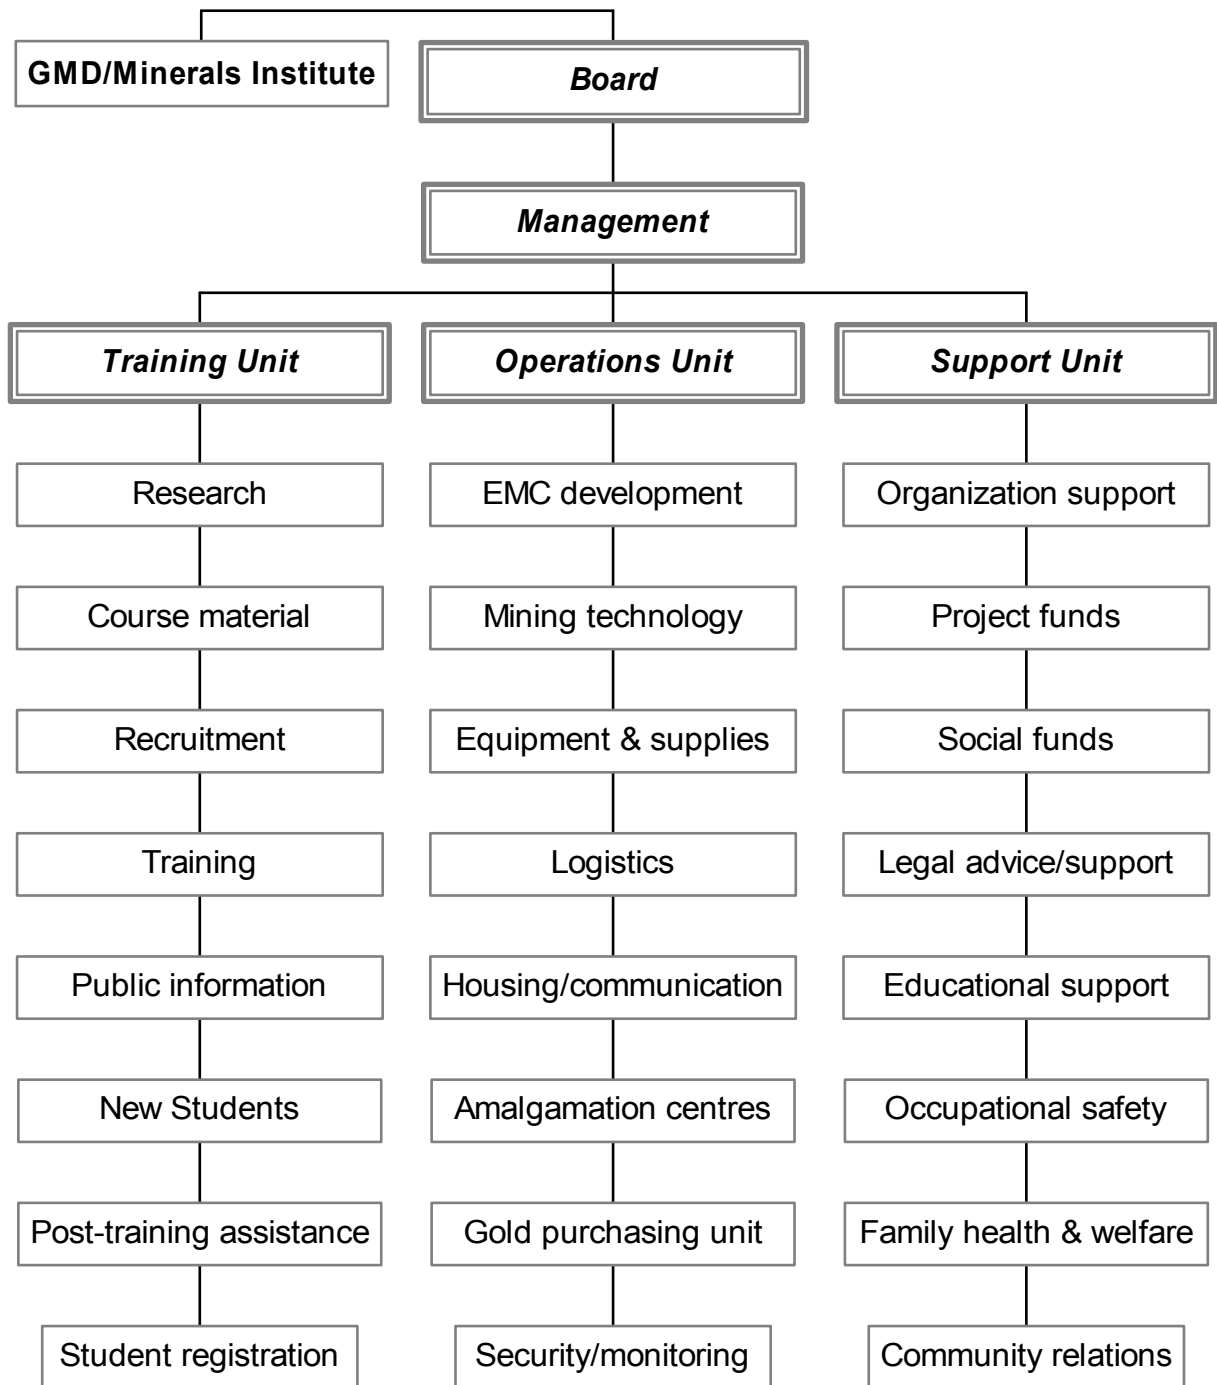 GMD/Minerals Institute
Board
Management
Training Unit
Operations Unit
Support Unit
Research
EMC development
Organization support
Course material
Mining technology
Project funds
Recruitment
Equipment & supplies
Social funds
Training
Logistics
Legal advice/support
Public information
Housing/communication
Educational support
New Students
Amalgamation centres
Occupational safety
Post-training assistance
Gold purchasing unit
Family health & welfare
Student registration
Security/monitoring
Community relations